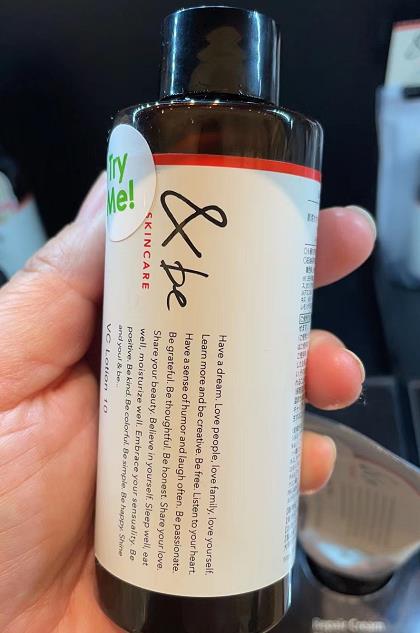 Try
Me!
& be
SKINCARE
Have a dream. Love people, love family, love yourself.
Learn more and be creative. Be free. Listen to your heart.
Have a sense of humor and laugh often. Be passionate.
Be grateful. Be thoughtful. Be honest. Share your love.
Share your beauty. Believe in yourself. Sleep well, eat
well, moisturize well. Embrace your sensuality. Be
positive. Be kind. Be colorful. Be simple. Be happy. Shine
and you! & be...
VC Lotion 10
&
Repair Cream